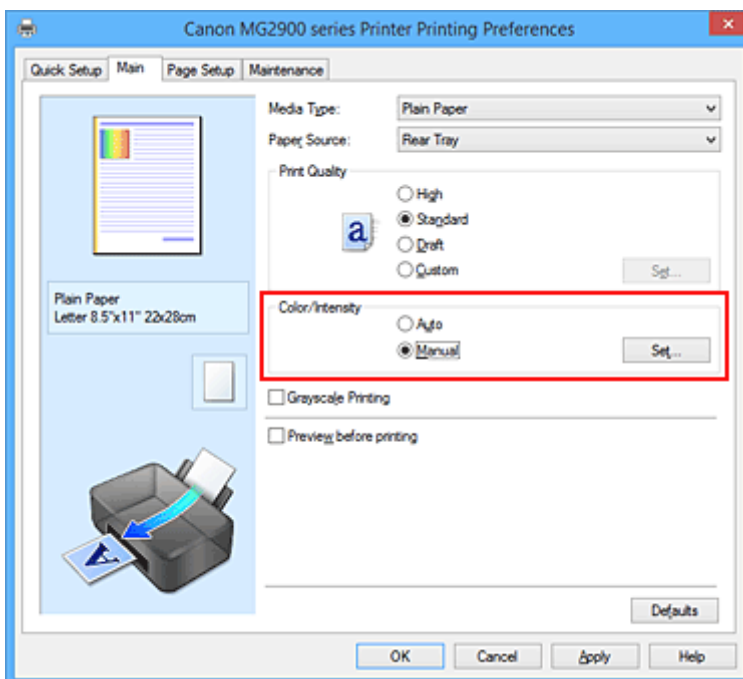 Canon MG2900 series Printer Printing Preferences
Quick Setup Main Page Setup Maintenance
Media Type: Plain Paper
Paper Source: Rear Tray
Print Quality
High
a Standard
Draft
Custom Set...
Plain Paper
Letter 8.5"x11" 22x28cm
Color/Intensity
Auto
Manual Set...
Grayscale Printing
Preview before printing
A
Defaults
OK Cancel Apply Help